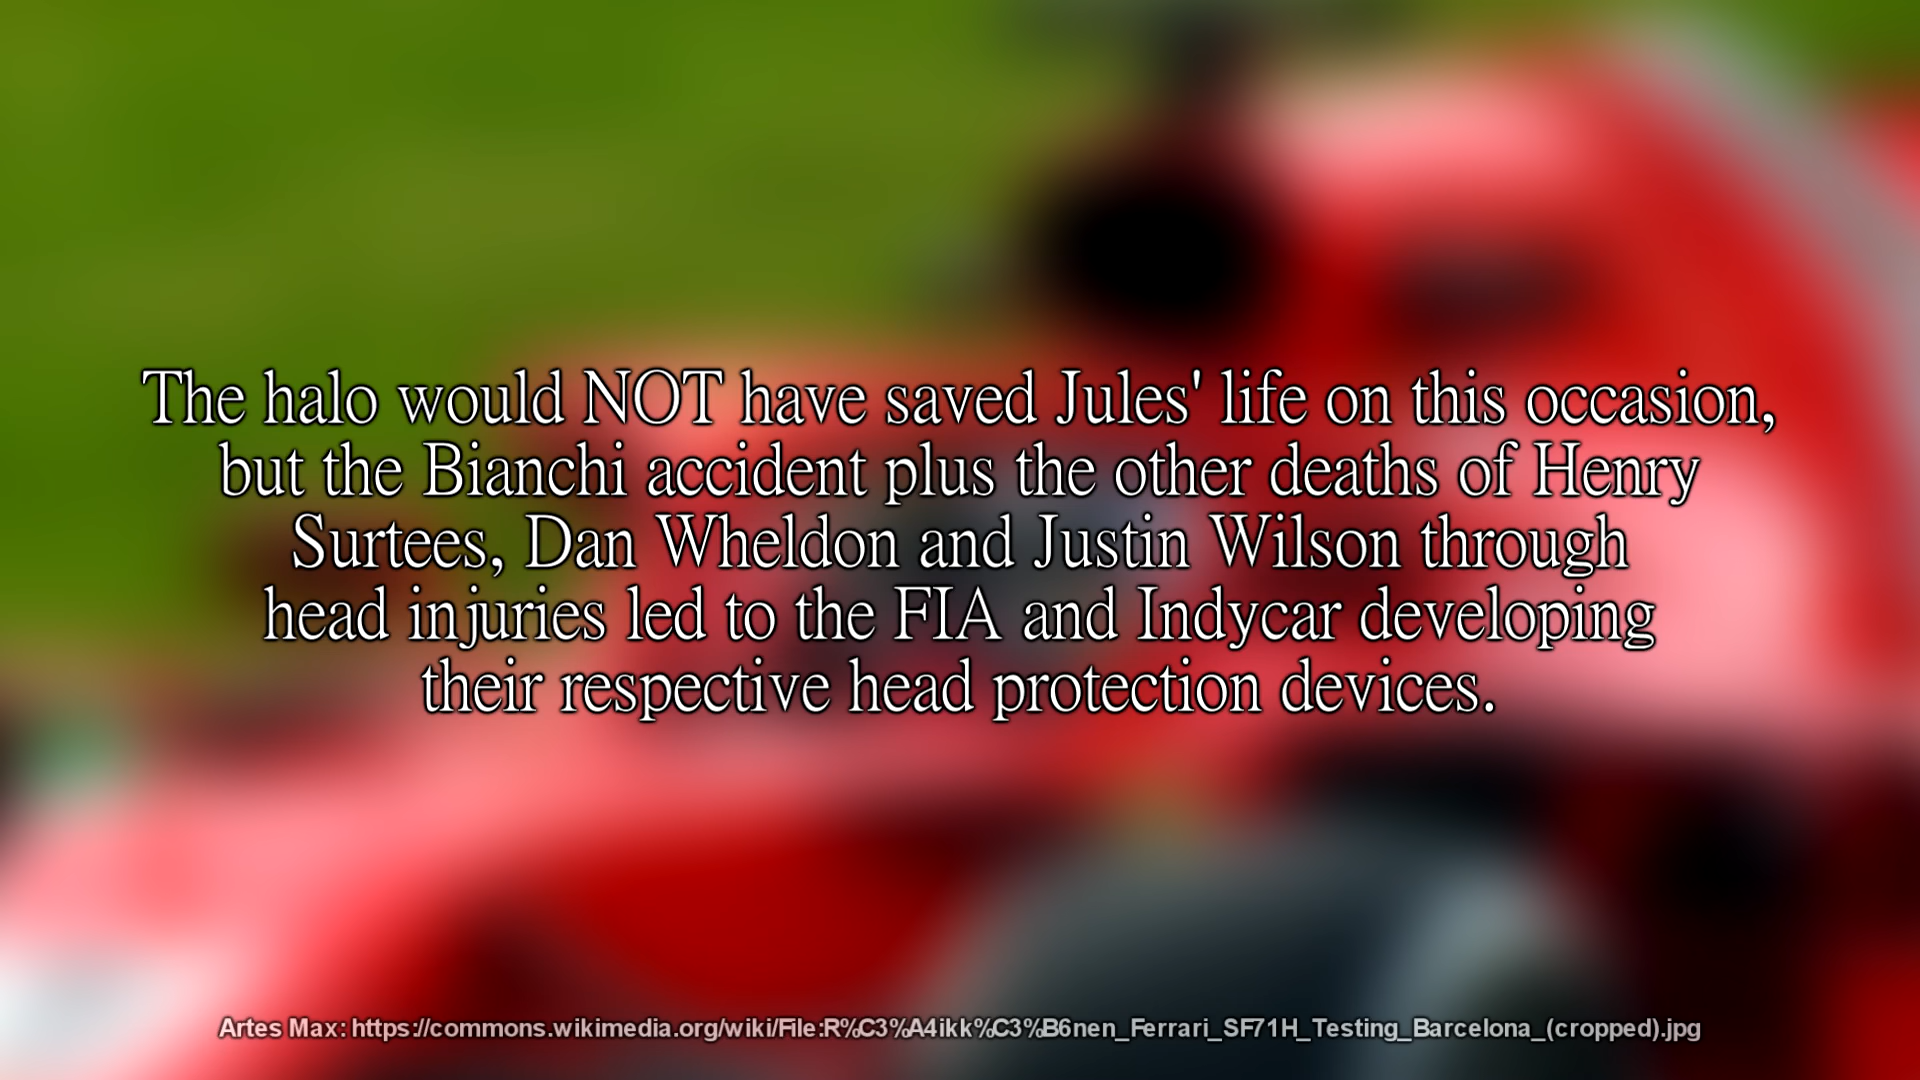 The halo would NOT have saved Jules' life on this occasion,
but the Bianchi accident plus the other deaths of Henry
Surtees, Dan Wheldon and Justin Wilson through
head injuries led to the FIA and Indycar developing
their respective head protection devices.
Artes Max: https://commons.wikimedia.org/wiki/File:R%C3%A4ikk%C3%B6nen_Ferrari_SF71H_Testing_Barcelona_(cropped).jpg